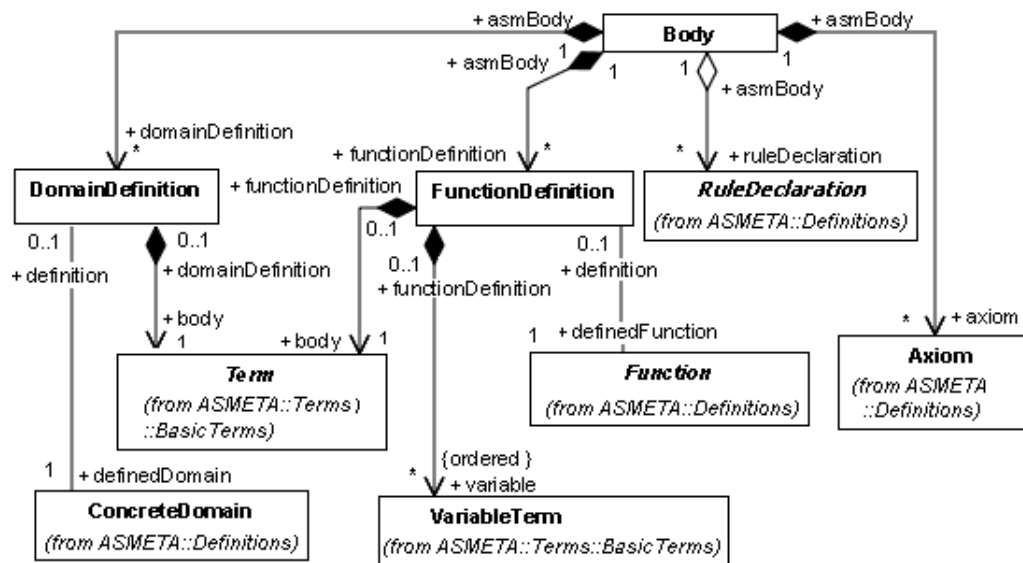 + asmBody
Body
+ asmBody
1
+ asmBody
1
1
1
+ asmBody
+ domainDefinition
*
+ functionDefinition
*
*
+ ruleDeclaration
DomainDefinition
+ functionDefinition
FunctionDefinition
RuleDeclaration
(from ASMETA::Definitions)
0..1
+ definition
0..1
+ domainDefinition
0..1
0..1
+ functionDefinition
0..1
+ definition
+ body
1
+ body
1
1
+ definedFunction
*
+ axiom
Term
(from ASMETA::Terms)
::BasicTerms)
Function
(from ASMETA::Definitions)
Axiom
(from ASMETA
::Definitions)
1
+ definedDomain
{ordered }
*
+ variable
ConcreteDomain
(from ASMETA::Definitions)
VariableTerm
(from ASMETA::Terms::BasicTerms)